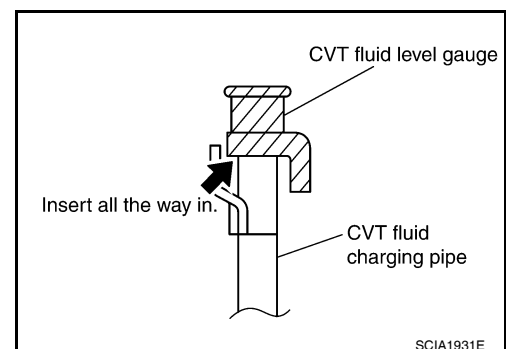 CVT fluid level gauge
Insert all the way in.
CVT fluid
charging pipe
SCIA1931E